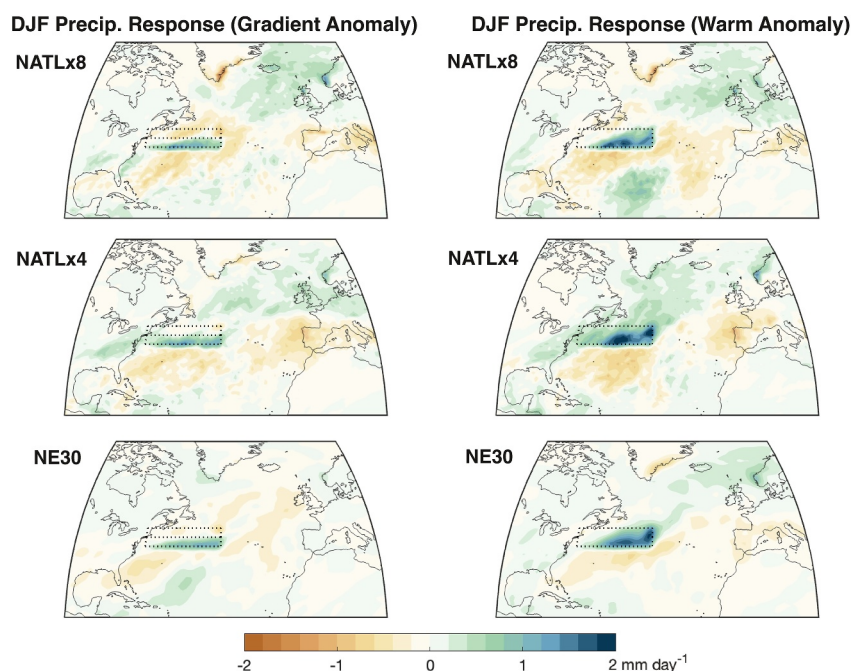 DJF Precip. Response (Gradient Anomaly)
DJF Precip. Response (Warm Anomaly)
NATLx8
NATLx8
NATLx4
NATLx4
NE30
NE30
-2 -1 0 1 2 mm day⁻¹